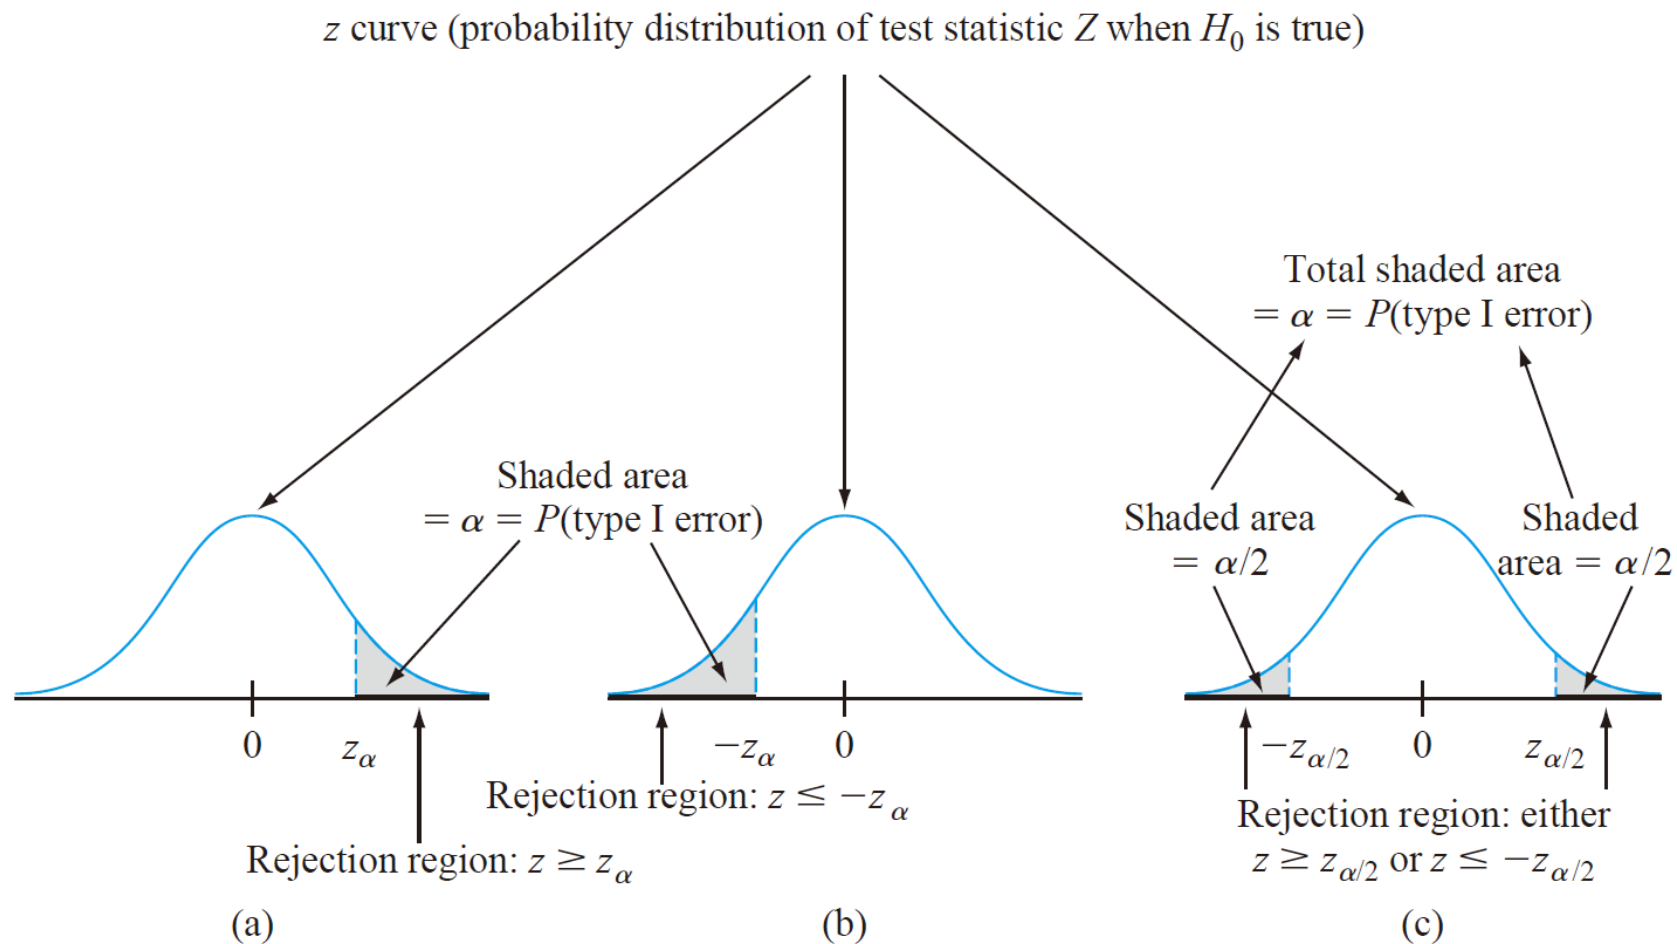 z curve (probability distribution of test statistic Z when H₀ is true)
Total shaded area
= α = P(type I error)
Shaded area
= α = P(type I error)
Shaded area
= α/2
Shaded
area = α/2
0
zα
−zα
0
−zα/2
0
zα/2
Rejection region: z ≤ −zα
Rejection region: z ≥ zα
Rejection region: either
z ≥ zα/2 or z ≤ −zα/2
(a)
(b)
(c)